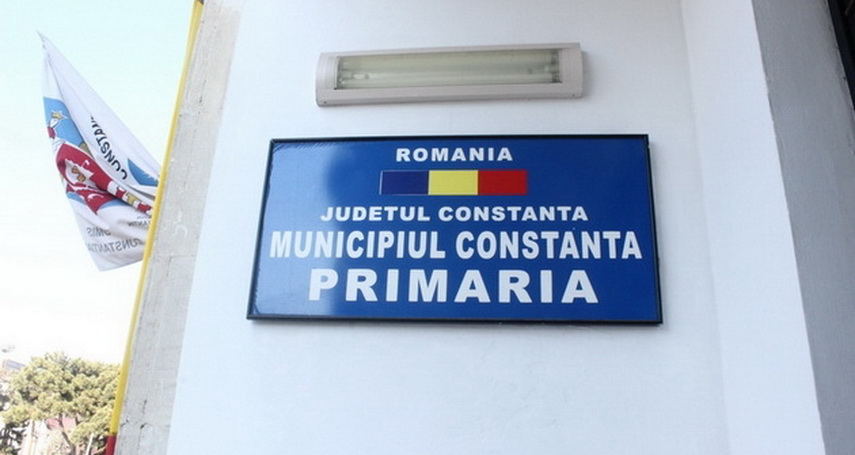 ROMANIA
JUDETUL CONSTANTA
MUNICIPIUL CONSTANTA
PRIMARIA